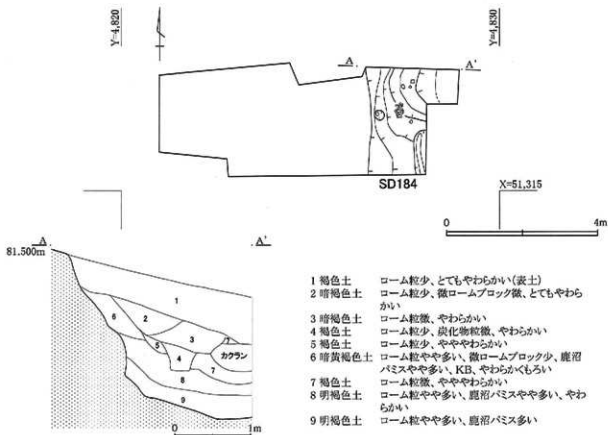 Y=4,820
Y=4,830
A
A'
SD184
X=51,315
0 4m
A A'
81.500m
1
2
3
6
5
4
7
カクラン
7
8
9
0 1m
1 褐色土 ローム粒少、とてもやわらかい(表土)
2 暗褐色土 ローム粒少、微ロームブロック微、とてもやわら
かい
3 暗褐色土 ローム粒微、やわらかい
4 褐色土 ローム粒少、炭化物粒微、やわらかい
5 褐色土 ローム粒少、ややややわらかい
6 暗黄褐色土 ローム粒やや多い、微ロームブロック少、鹿沼
パミスやや多い、KB、やわらかくもろい
7 褐色土 ローム粒微、ややややわらかい
8 明褐色土 ローム粒やや多い、鹿沼パミスやや多い、やわ
らかい
9 明褐色土 ローム粒やや多い、鹿沼パミス多い